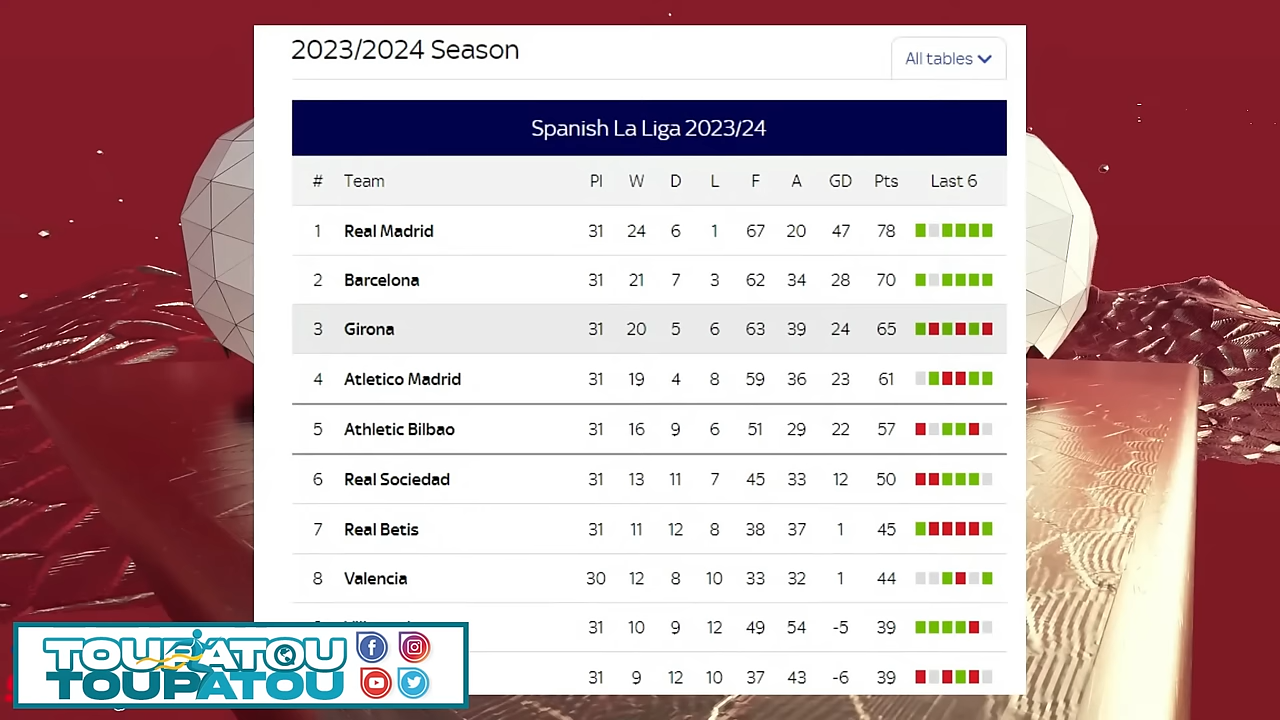 2023/2024 Season
All tables
Spanish La Liga 2023/24
# Team Pl W D L F A GD Pts Last 6
1 Real Madrid 31 24 6 1 67 20 47 78
2 Barcelona 31 21 7 3 62 34 28 70
3 Girona 31 20 5 6 63 39 24 65
4 Atletico Madrid 31 19 4 8 59 36 23 61
5 Athletic Bilbao 31 16 9 6 51 29 22 57
6 Real Sociedad 31 13 11 7 45 33 12 50
7 Real Betis 31 11 12 8 38 37 1 45
8 Valencia 30 12 8 10 33 32 1 44
31 10 9 12 49 54 -5 39
31 9 12 10 37 43 -6 39
TOUPATOU
TOUPATOU